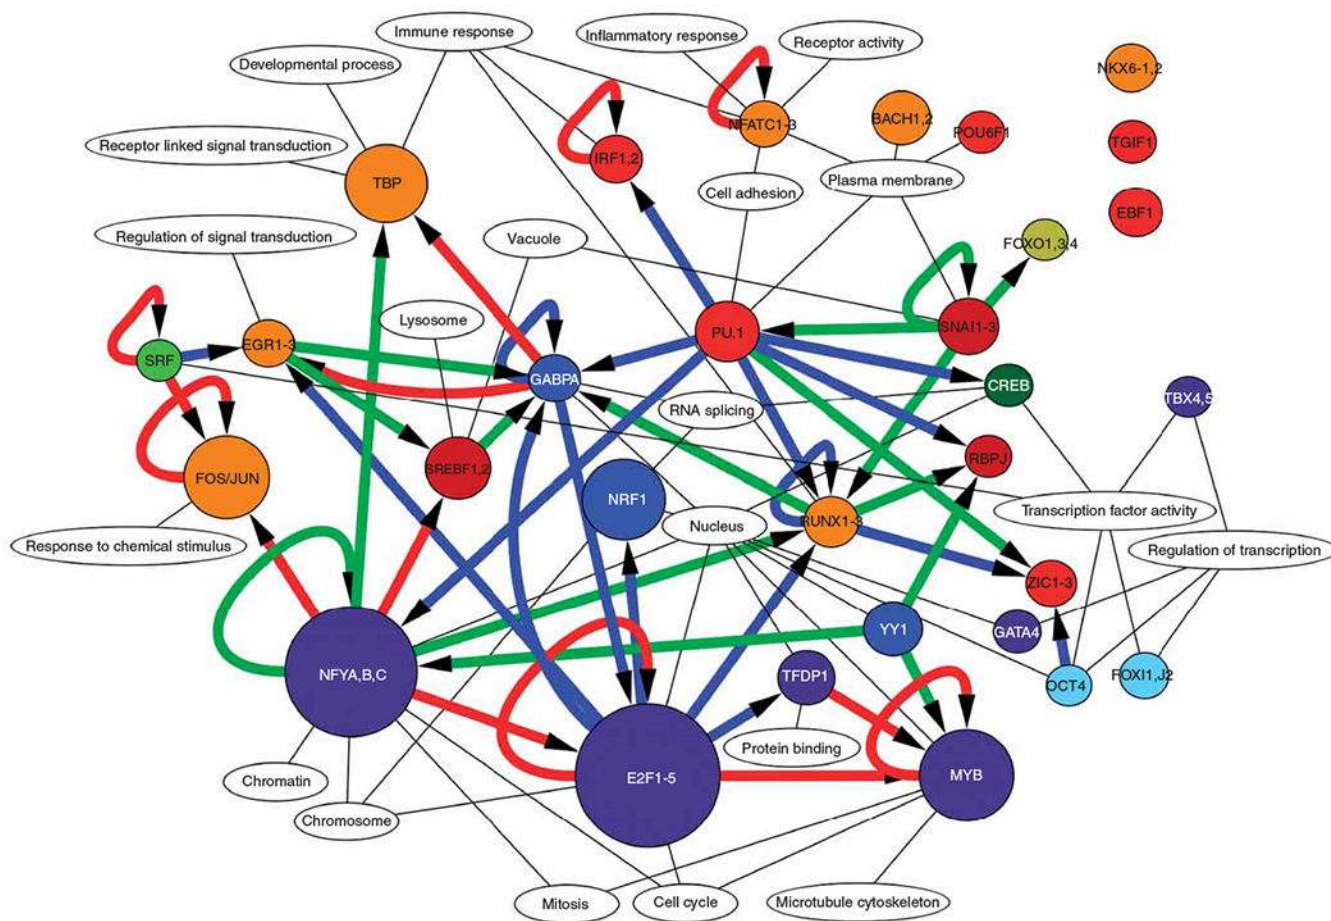 Immune response
Inflammatory response
Receptor activity
Developmental process
NKX6-1,2
NFATC1-3
BACH1,2
POU6F1
TGIF1
Receptor linked signal transduction
TBP
IRF1,2
Cell adhesion
Plasma membrane
EBF1
Regulation of signal transduction
Vacuole
FOXO1,3,4
Lysosome
PU.1
SNAI1-3
SRF
EGR1-3
GABPA
CREB
TBX4,5
RNA splicing
FOS/JUN
SREBF1,2
RBPJ
NRF1
Nucleus
RUNX1-3
Transcription factor activity
Response to chemical stimulus
Regulation of transcription
ZIC1-3
YY1
GATA4
NFYA,B,C
TFDP1
OCT4
FOXI1,J2
Protein binding
Chromatin
E2F1-5
MYB
Chromosome
Mitosis
Cell cycle
Microtubule cytoskeleton